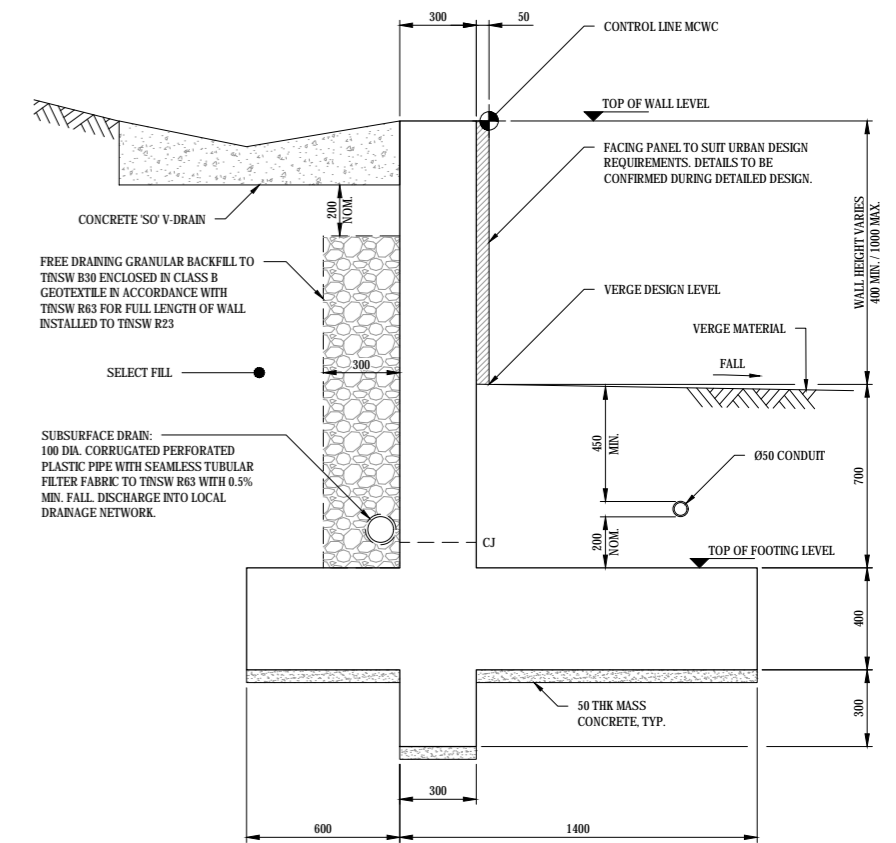 300
50
CONTROL LINE MCWC
TOP OF WALL LEVEL
FACING PANEL TO SUIT URBAN DESIGN
REQUIREMENTS. DETAILS TO BE
CONFIRMED DURING DETAILED DESIGN.
WALL HEIGHT VARIES
400 MIN. / 1000 MAX.
200
NOM.
CONCRETE 'SO' V-DRAIN
FREE DRAINING GRANULAR BACKFILL TO
TfNSW B30 ENCLOSED IN CLASS B
GEOTEXTILE IN ACCORDANCE WITH
TfNSW R63 FOR FULL LENGTH OF WALL
INSTALLED TO TfNSW R23
VERGE DESIGN LEVEL
VERGE MATERIAL
FALL
SELECT FILL
300
SUBSURFACE DRAIN:
100 DIA. CORRUGATED PERFORATED
PLASTIC PIPE WITH SEAMLESS TUBULAR
FILTER FABRIC TO TfNSW R63 WITH 0.5%
MIN. FALL. DISCHARGE INTO LOCAL
DRAINAGE NETWORK.
450
MIN.
Ø50 CONDUIT
700
CJ
200
NOM.
TOP OF FOOTING LEVEL
400
50 THK MASS
CONCRETE, TYP.
300
300
600
1400